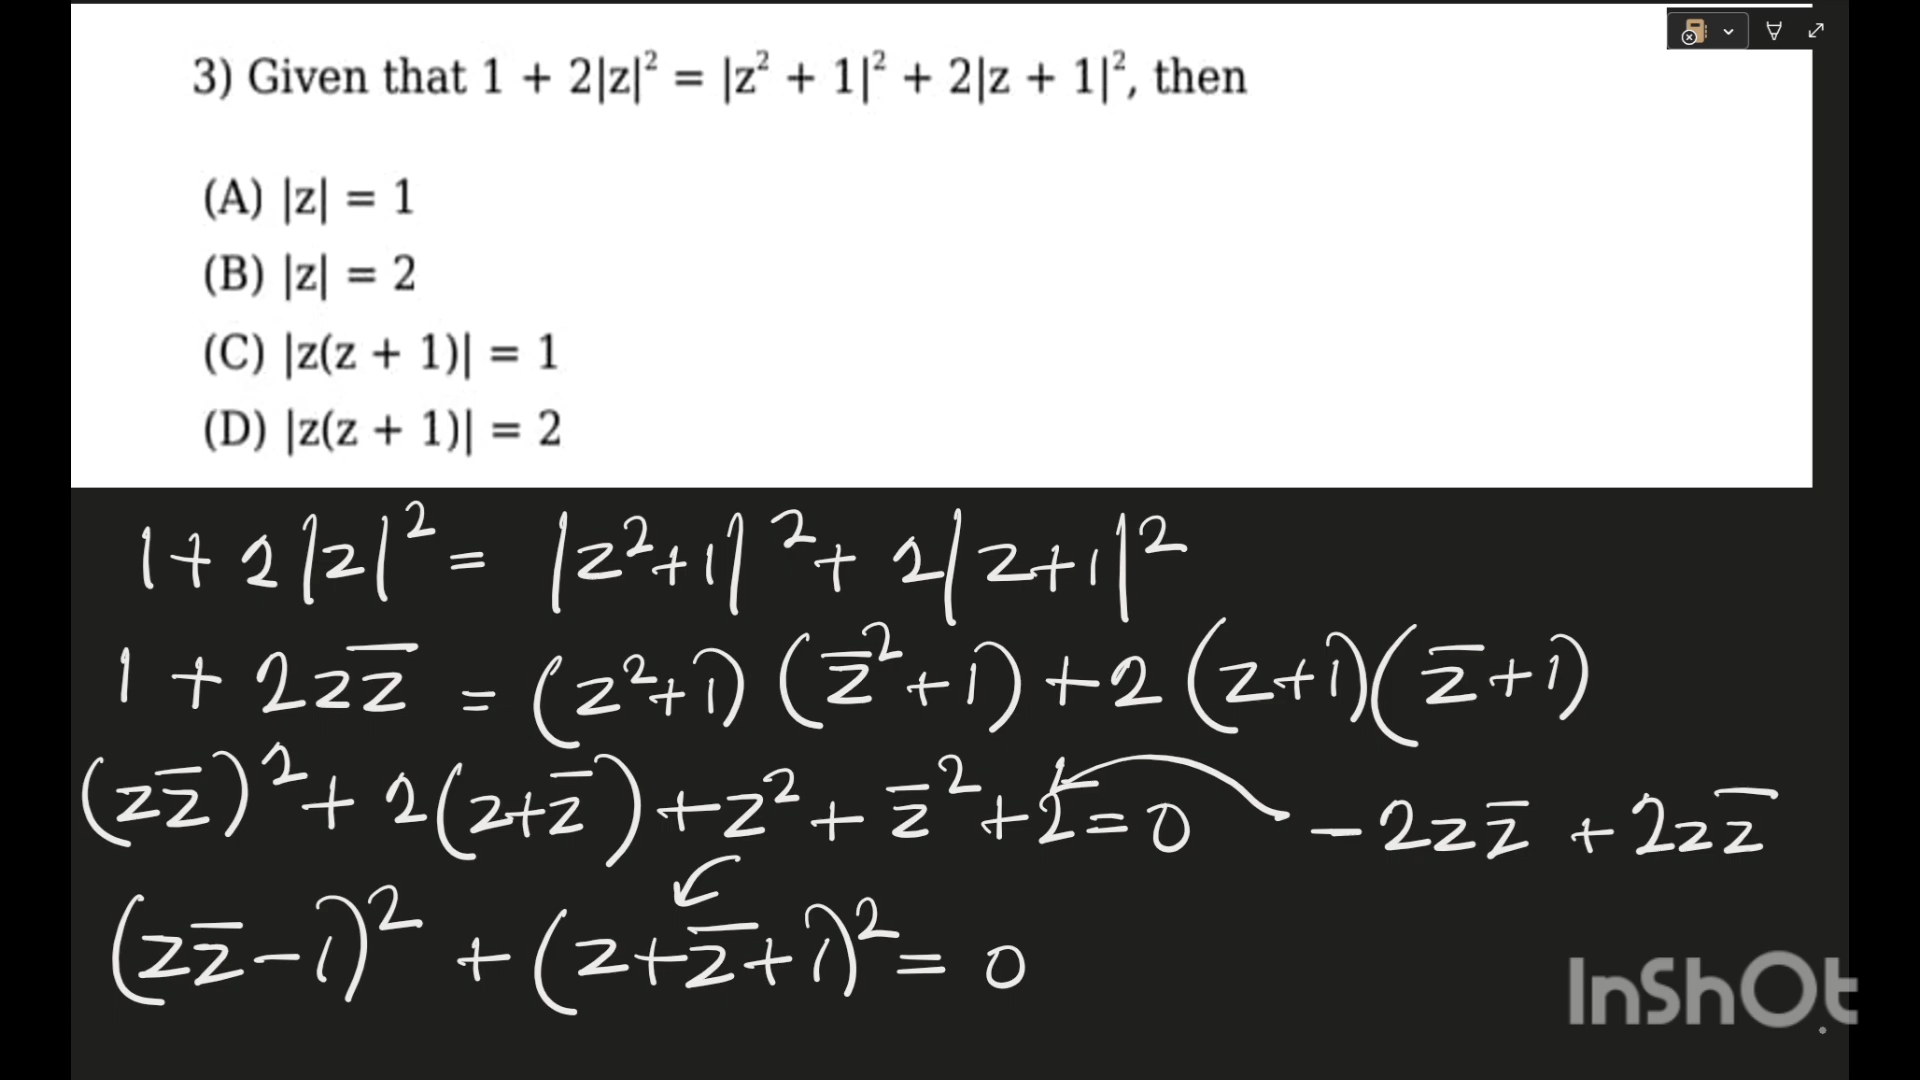 3) Given that 1 + 2|z|² = |z² + 1|² + 2|z + 1|², then
(A) |z| = 1
(B) |z| = 2
(C) |z(z + 1)| = 1
(D) |z(z + 1)| = 2
1 + 2|z|² = |z²+1|² + 2|z+1|²
1 + 2zz̅ = (z²+1)(z̅²+1) + 2(z+1)(z̅+1)
(zz̅)² + 2(z+z̅) + z² + z̅² + 2 = 0 - 2zz̅ + 2zz̅
(zz̅-1)² + (z+z̅+1)² = 0
InShOt